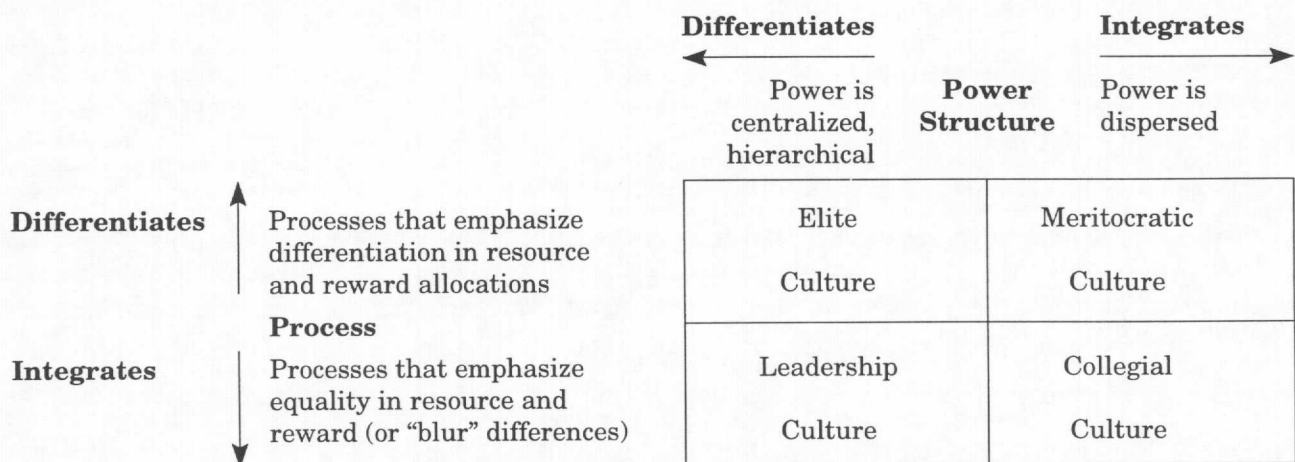 Differentiates Integrates
Power is Power Power is
centralized, Structure dispersed
hierarchical
Differentiates Processes that emphasize Elite Meritocratic
differentiation in resource
and reward allocations Culture Culture
Process
Integrates Processes that emphasize Leadership Collegial
equality in resource and
reward (or “blur” differences) Culture Culture